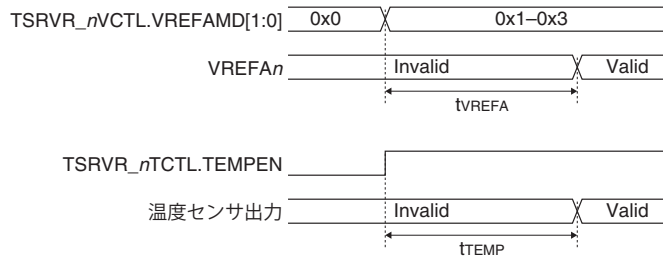 TSRVR_nVCTL.VREFAMD[1:0] 0x0 0x1–0x3
VREFAn Invalid Valid
tVREFA
TSRVR_nTCTL.TEMPEN
温度センサ出力 Invalid Valid
tTEMP